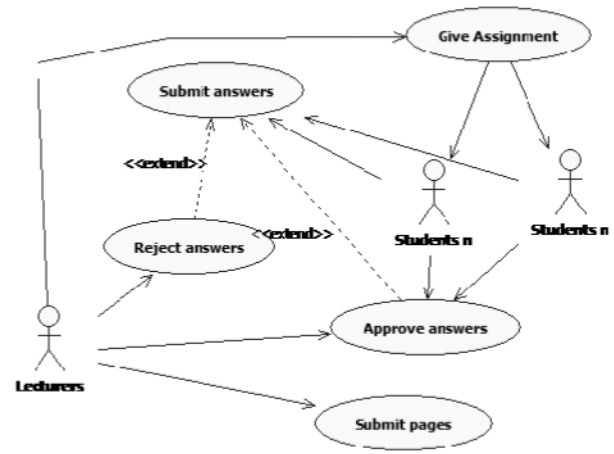 Give Assignment
Submit answers
<<extend>>
Students n
Students n
Reject answers
<<extend>>
Approve answers
Lecturers
Submit pages